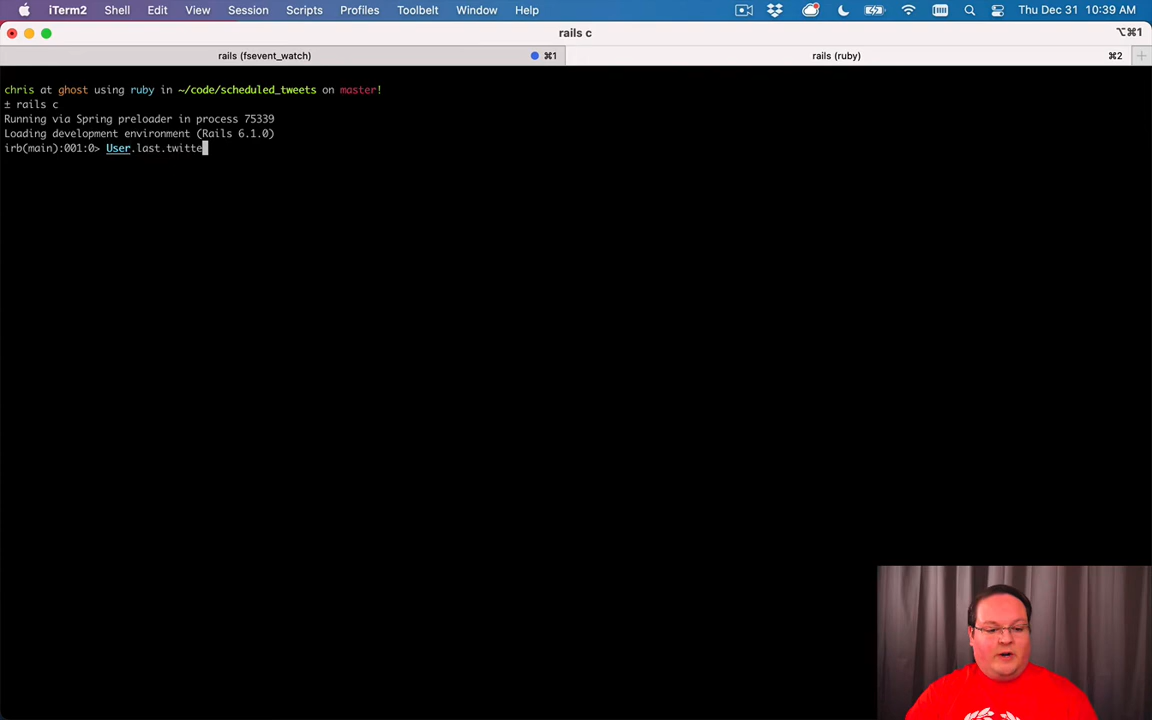 iTerm2 Shell Edit View Session Scripts Profiles Toolbelt Window Help Thu Dec 31 10:39 AM
rails c ⌥⌘1
rails (fsevent_watch) ⌘1 rails (ruby) ⌘2
chris at ghost using ruby in ~/code/scheduled_tweets on master!
± rails c
Running via Spring preloader in process 75339
Loading development environment (Rails 6.1.0)
irb(main):001:0> User.last.twitte